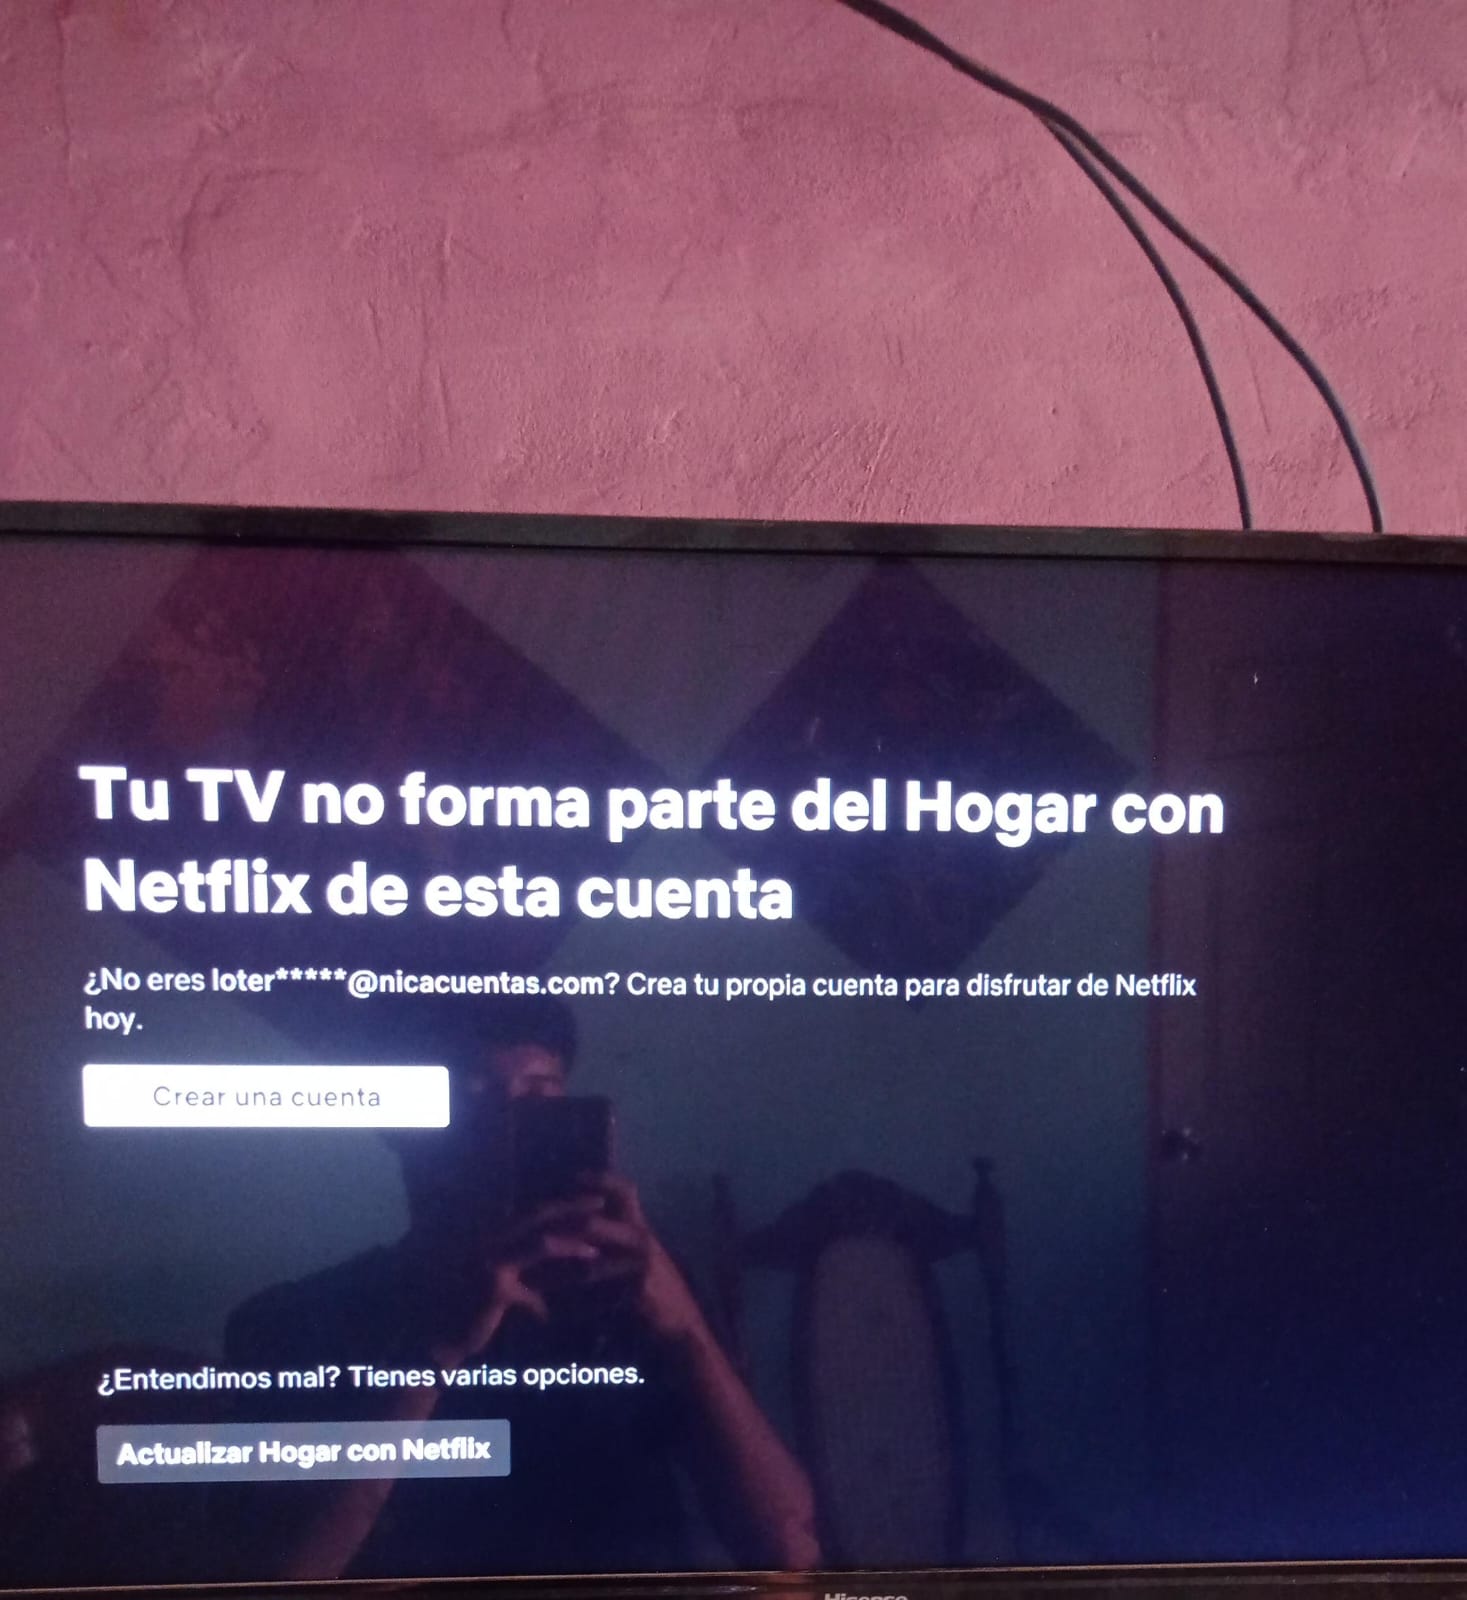 Tu TV no forma parte del Hogar con
Netflix de esta cuenta
¿No eres loter*****@nicacuentas.com? Crea tu propia cuenta para disfrutar de Netflix
hoy.
Crear una cuenta
¿Entendimos mal? Tienes varias opciones.
Actualizar Hogar con Netflix
Hisense